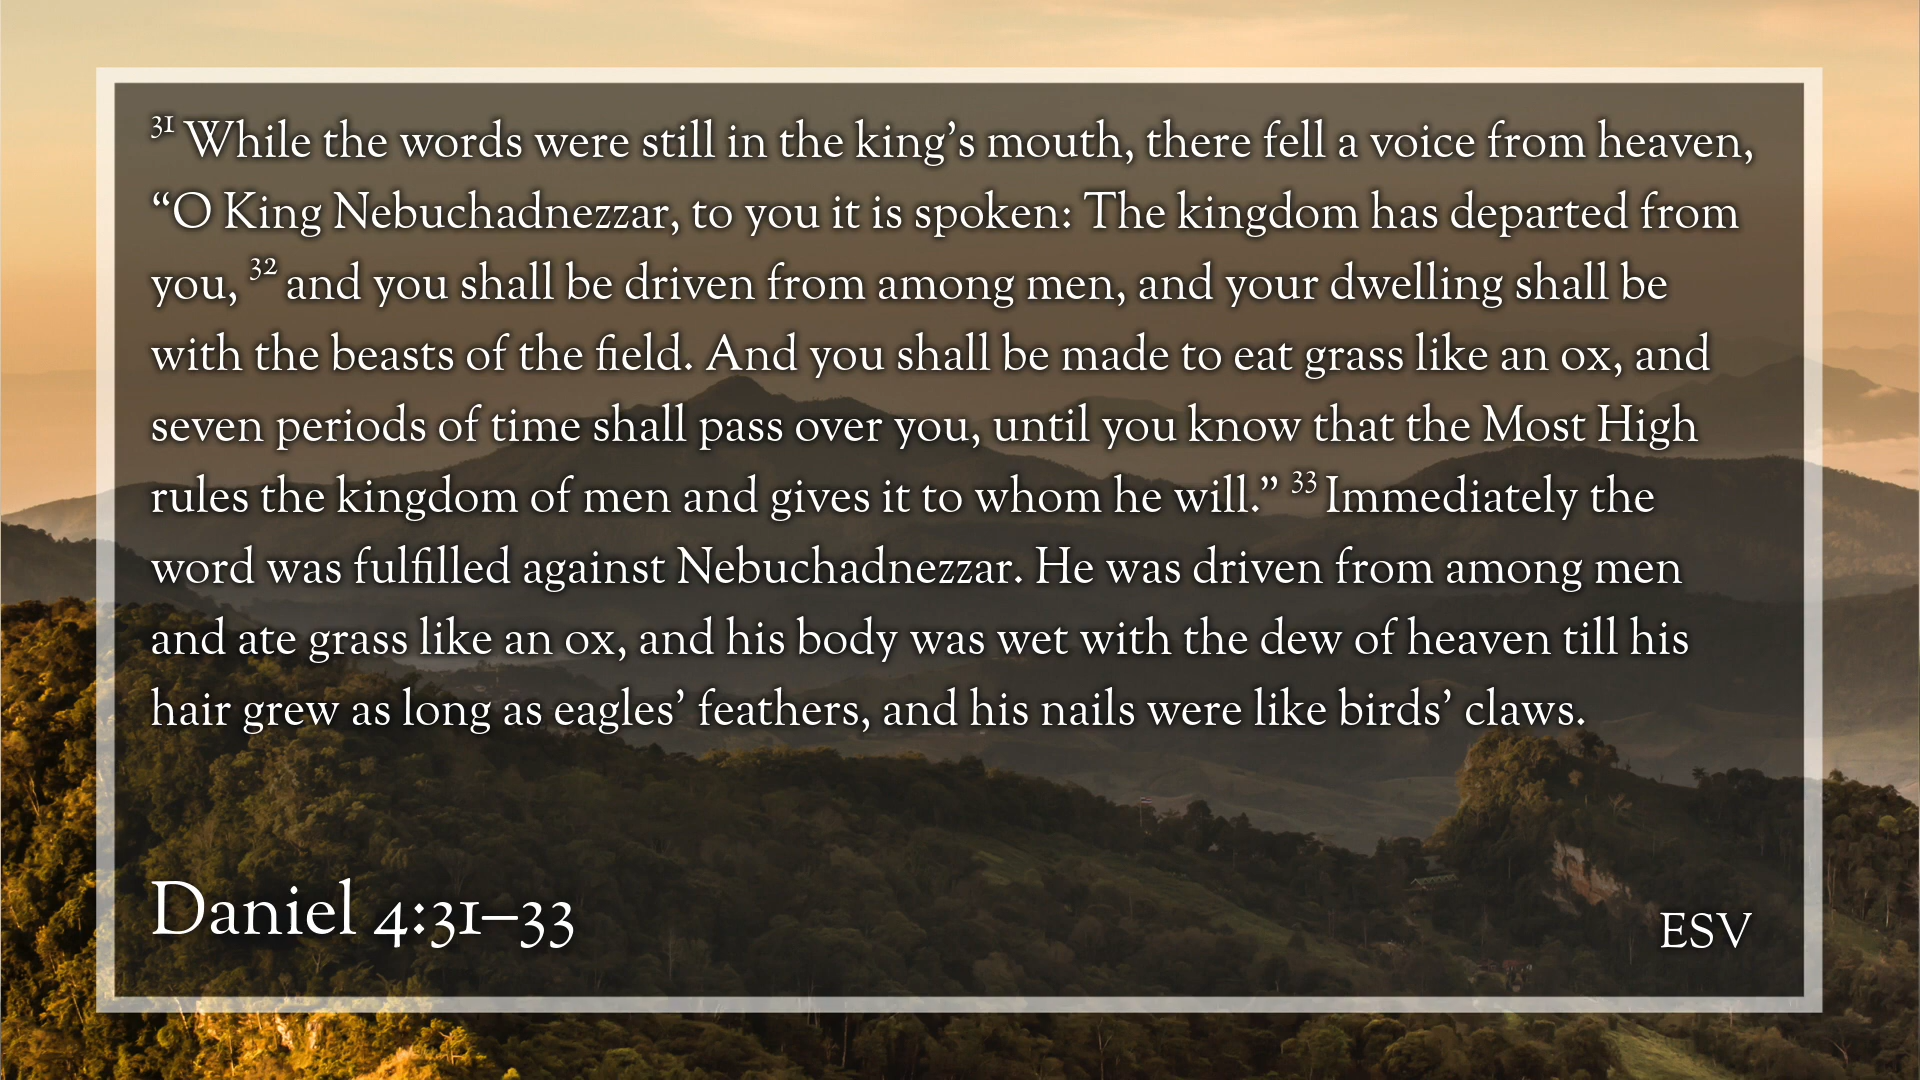 31 While the words were still in the king’s mouth, there fell a voice from heaven,
“O King Nebuchadnezzar, to you it is spoken: The kingdom has departed from
you, 32 and you shall be driven from among men, and your dwelling shall be
with the beasts of the field. And you shall be made to eat grass like an ox, and
seven periods of time shall pass over you, until you know that the Most High
rules the kingdom of men and gives it to whom he will.” 33 Immediately the
word was fulfilled against Nebuchadnezzar. He was driven from among men
and ate grass like an ox, and his body was wet with the dew of heaven till his
hair grew as long as eagles’ feathers, and his nails were like birds’ claws.
Daniel 4:31–33
ESV